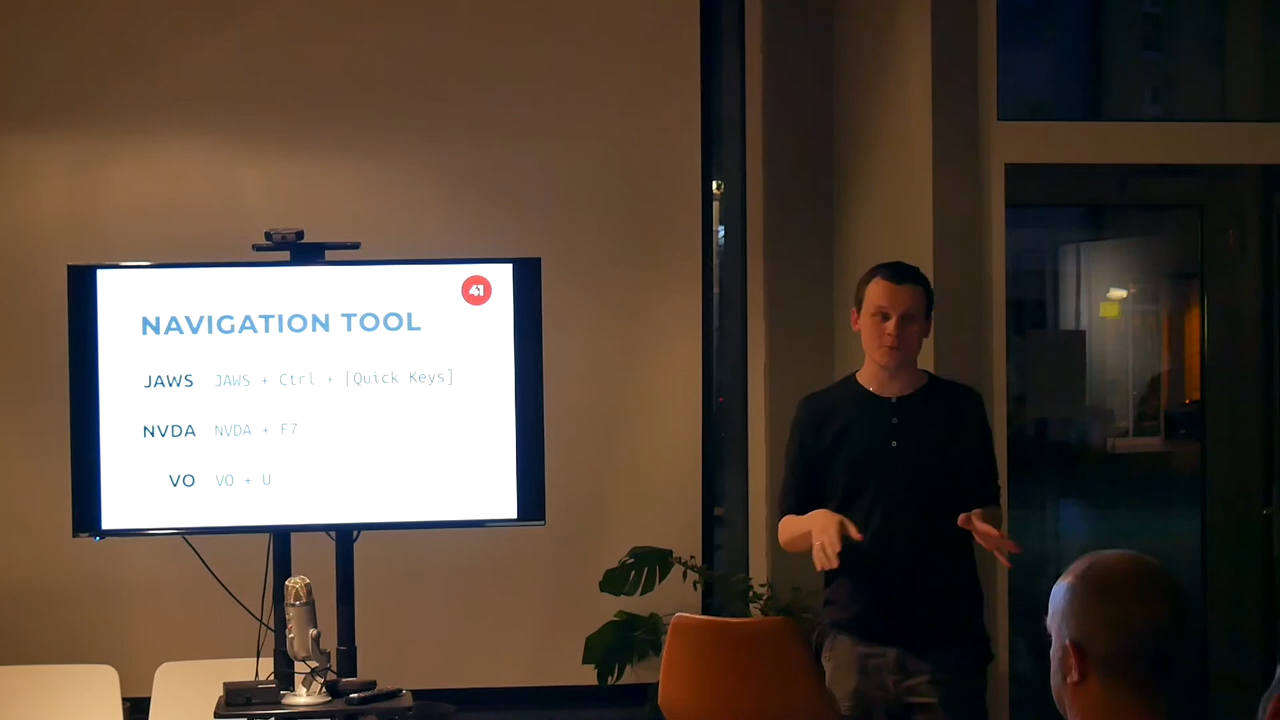 41
NAVIGATION TOOL
JAWS JAWS + Ctrl + [Quick Keys]
NVDA NVDA + F7
VO VO + U